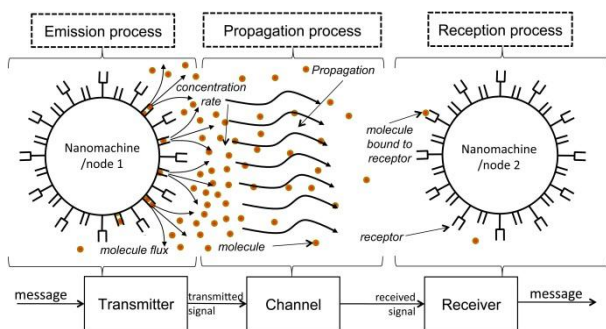 Emission process
Propagation process
Reception process
concentration
rate
Propagation
Nanomachine
/node 1
molecule
bound to
receptor
Nanomachine
/node 2
molecule flux
molecule
receptor
message
Transmitter
transmitted
signal
Channel
received
signal
Receiver
message